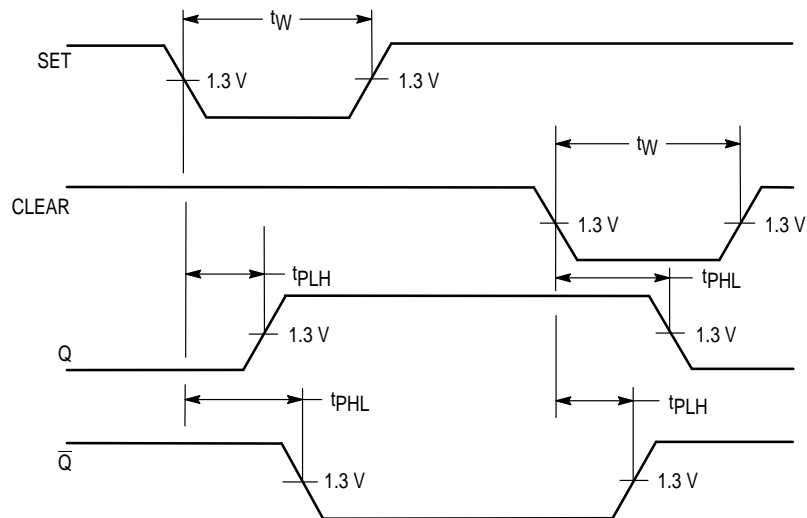 tW
SET
1.3 V
1.3 V
tW
CLEAR
1.3 V
1.3 V
tPLH
tPHL
1.3 V
1.3 V
Q
tPHL
tPLH
Q̅
1.3 V
1.3 V